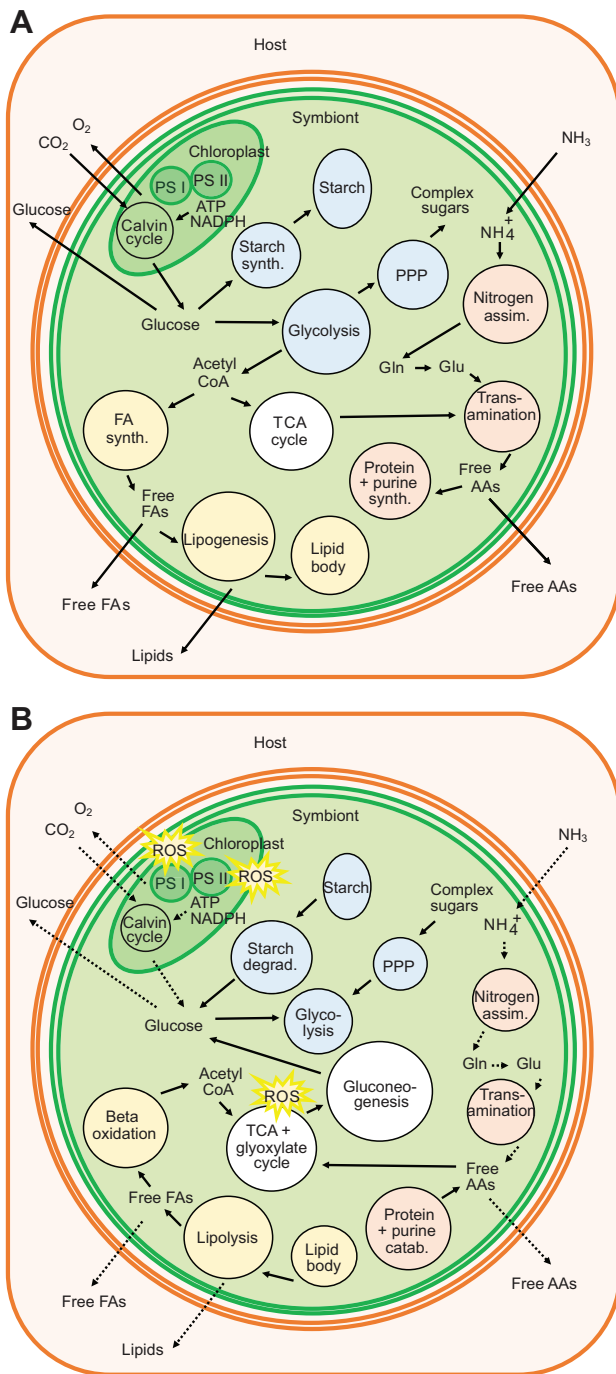 A
Host
Symbiont
O2
CO2
Chloroplast
PS I
PS II
ATP
NADPH
Calvin
cycle
Glucose
Starch
Starch
synth.
Complex
sugars
NH3
NH4+
PPP
Nitrogen
assim.
Glucose
Glycolysis
Acetyl
CoA
Gln
Glu
FA
synth.
TCA
cycle
Trans-
amination
Protein
+ purine
synth.
Free
AAs
Free
FAs
Lipogenesis
Lipid
body
Free FAs
Free AAs
Lipids
B
Host
Symbiont
O2
CO2
ROS
Chloroplast
PS I
PS II
ROS
ATP
NADPH
Calvin
cycle
Glucose
Starch
Starch
degrad.
Complex
sugars
NH3
NH4+
PPP
Nitrogen
assim.
Glucose
Glyco-
lysis
Gln
Glu
Acetyl
CoA
ROS
Gluconeo-
genesis
Trans-
amination
Beta
oxidation
TCA +
glyoxylate
cycle
Free
AAs
Free FAs
Lipolysis
Lipid
body
Protein
+ purine
catab.
Free FAs
Free AAs
Lipids